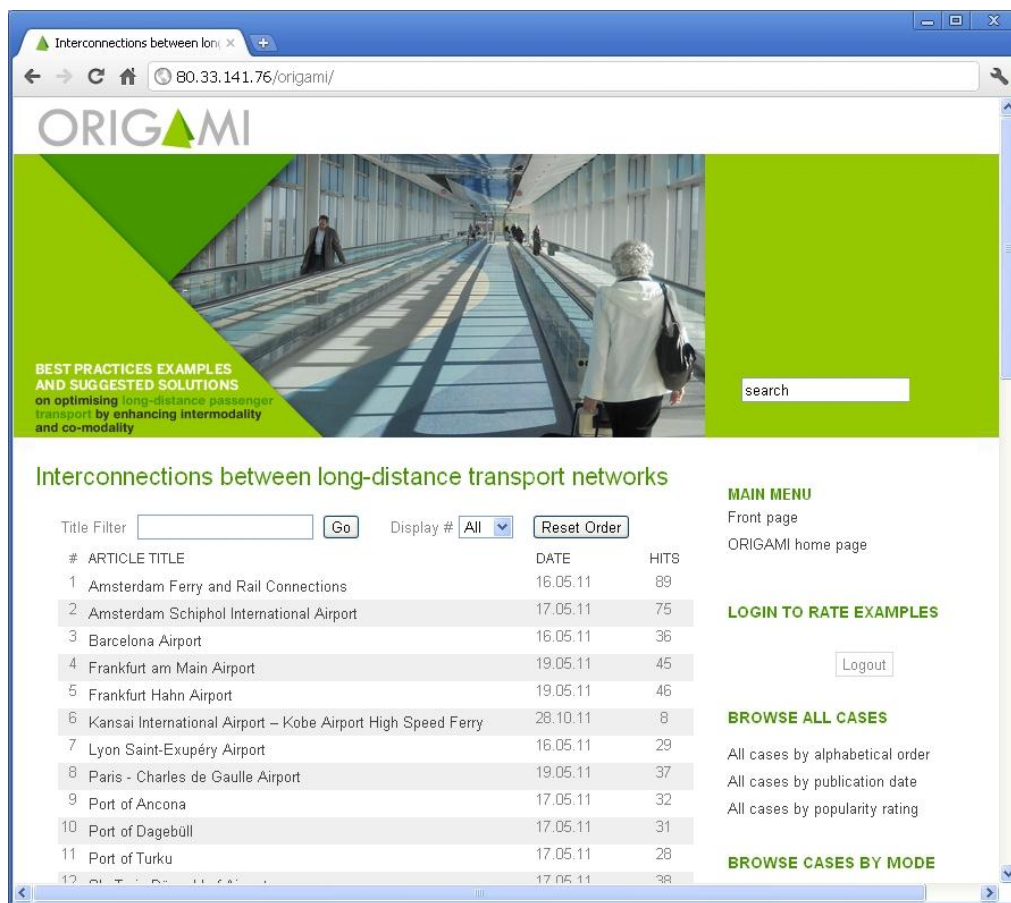 Interconnections between lon
80.33.141.76/origami/
ORIGAMI
BEST PRACTICES EXAMPLES
AND SUGGESTED SOLUTIONS
on optimising long-distance passenger
transport by enhancing intermodality
and co-modality
search
Interconnections between long-distance transport networks
Title Filter Go Display # All Reset Order
# ARTICLE TITLE DATE HITS
1 Amsterdam Ferry and Rail Connections 16.05.11 89
2 Amsterdam Schiphol International Airport 17.05.11 75
3 Barcelona Airport 16.05.11 36
4 Frankfurt am Main Airport 19.05.11 45
5 Frankfurt Hahn Airport 19.05.11 46
6 Kansai International Airport – Kobe Airport High Speed Ferry 28.10.11 8
7 Lyon Saint-Exupéry Airport 16.05.11 29
8 Paris - Charles de Gaulle Airport 19.05.11 37
9 Port of Ancona 17.05.11 32
10 Port of Dagebüll 17.05.11 31
11 Port of Turku 17.05.11 28
12 17.05.11 38
MAIN MENU
Front page
ORIGAMI home page
LOGIN TO RATE EXAMPLES
Logout
BROWSE ALL CASES
All cases by alphabetical order
All cases by publication date
All cases by popularity rating
BROWSE CASES BY MODE